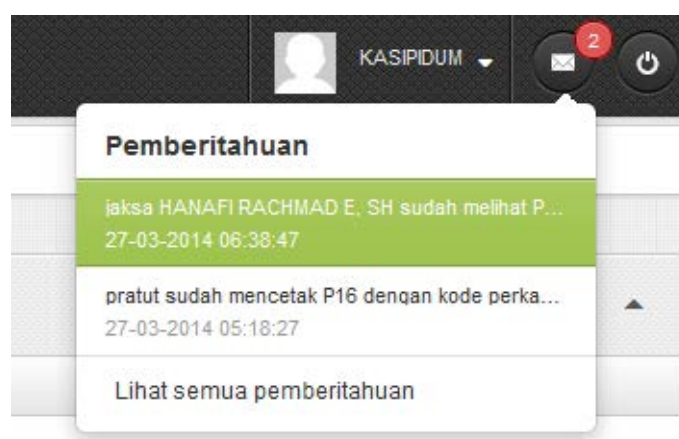 KASIPIDUM
2
Pemberitahuan
jaksa HANAFI RACHMAD E, SH sudah melihat P...
27-03-2014 06:38:47
pratut sudah mencetak P16 dengan kode perka...
27-03-2014 05:18:27
Lihat semua pemberitahuan